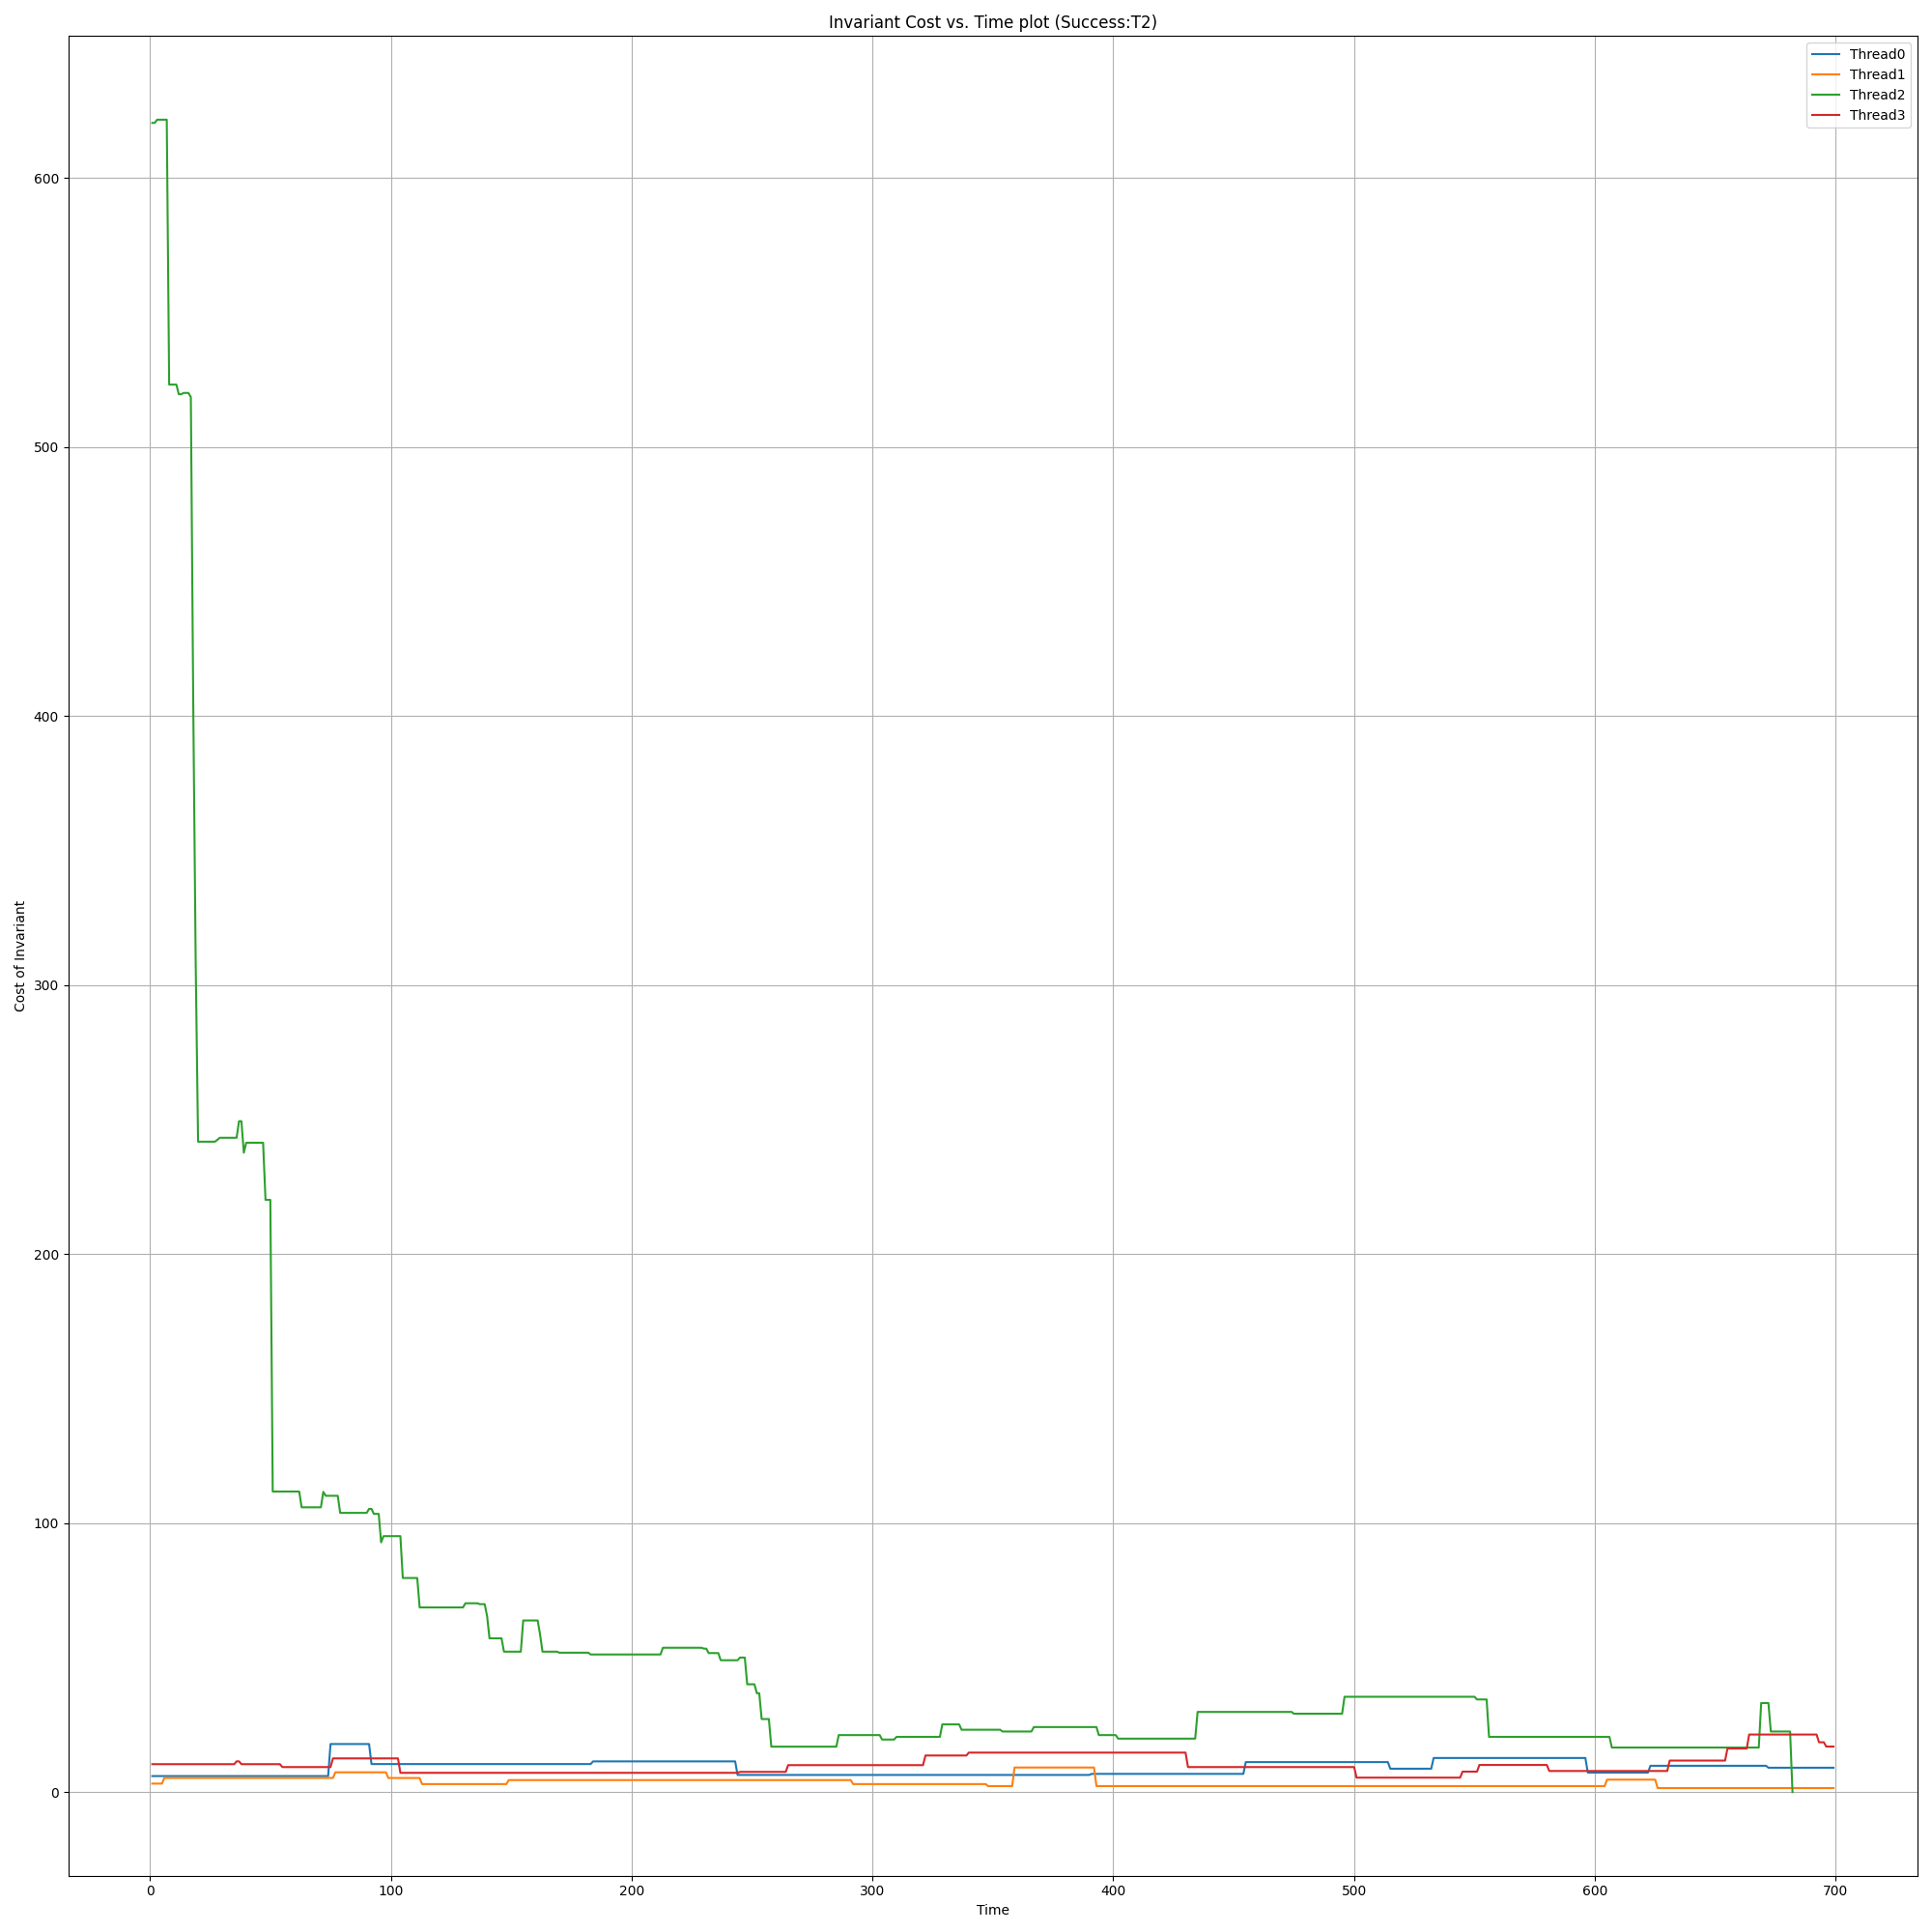 Invariant Cost vs. Time plot (Success:T2)
Thread0
Thread1
Thread2
Thread3
600
500
400
300
200
100
0
Cost of Invariant
0 100 200 300 400 500 600 700
Time